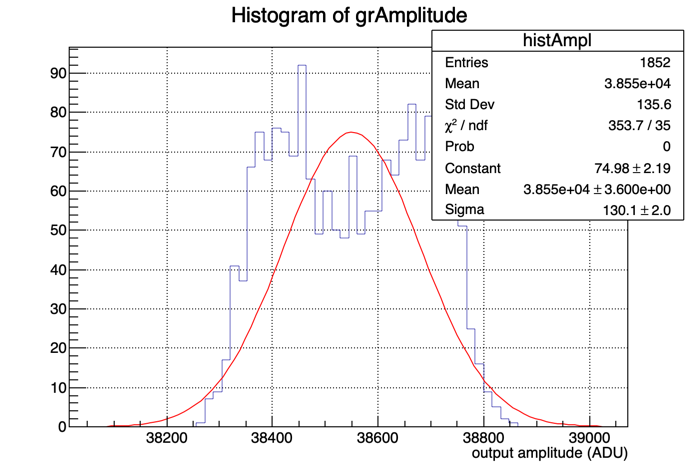 Histogram of grAmplitude
histAmpl
Entries 1852
Mean 3.855e+04
Std Dev 135.6
χ² / ndf 353.7 / 35
Prob 0
Constant 74.98 ± 2.19
Mean 3.855e+04 ± 3.600e+00
Sigma 130.1 ± 2.0
90
80
70
60
50
40
30
20
10
0
38200 38400 38600 38800 39000
output amplitude (ADU)